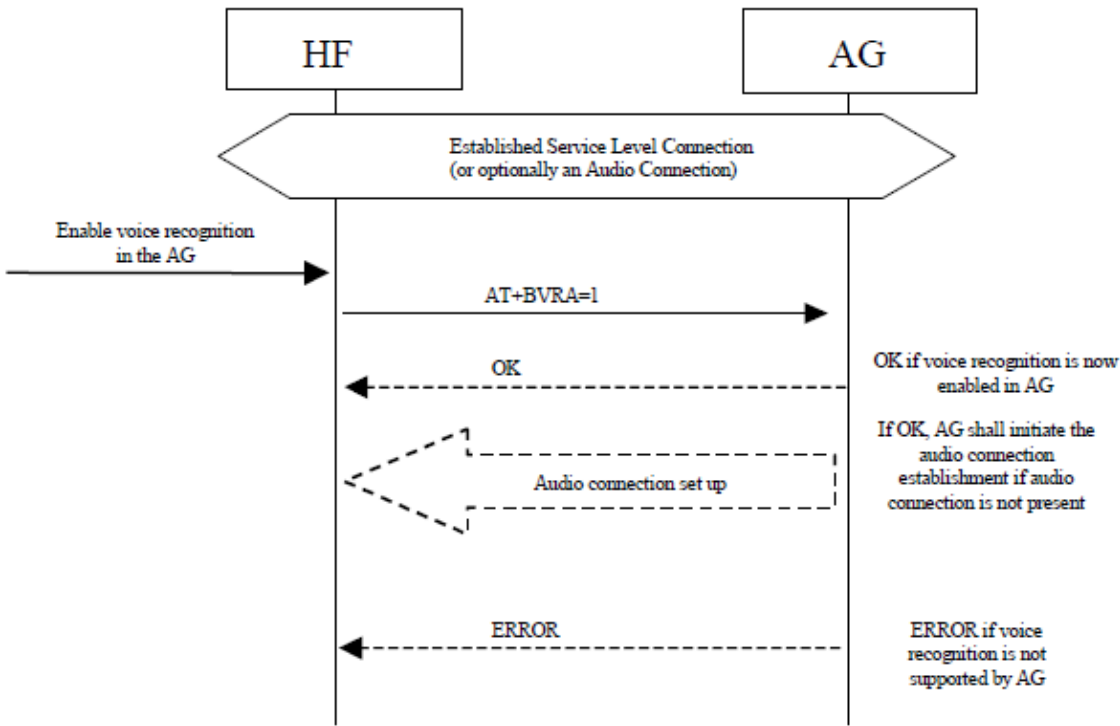 HF
AG
Established Service Level Connection
(or optionally an Audio Connection)
Enable voice recognition
in the AG
AT+BVRA=1
OK
OK if voice recognition is now
enabled in AG
If OK, AG shall initiate the
audio connection
establishment if audio
connection is not present
Audio connection set up
ERROR
ERROR if voice
recognition is not
supported by AG